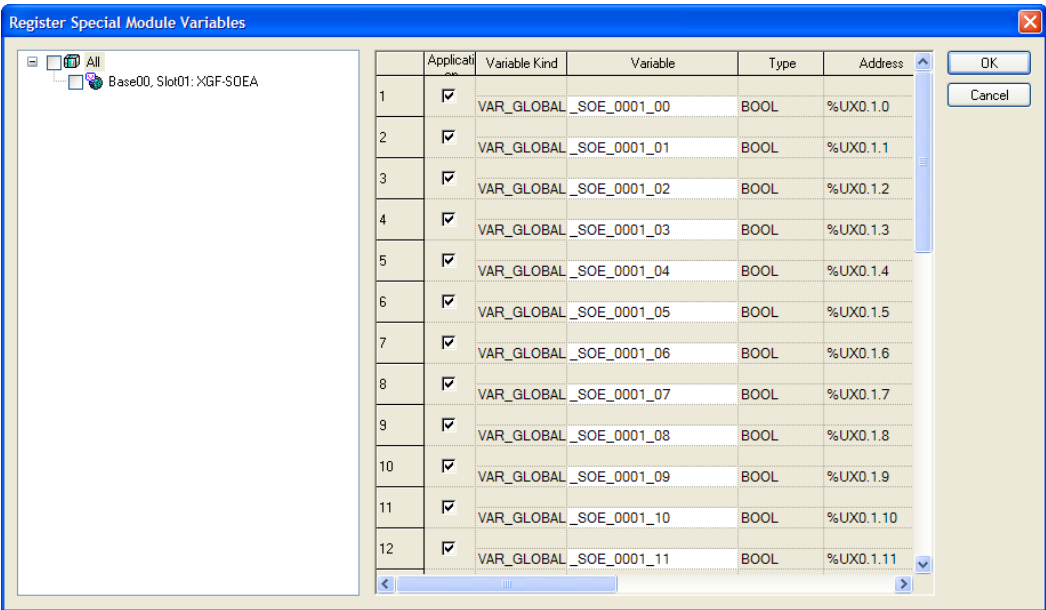 Register Special Module Variables
All
Base00, Slot01: XGF-SOEA
Applicati Variable Kind Variable Type Address
1 VAR_GLOBAL _SOE_0001_00 BOOL %UX0.1.0
2 VAR_GLOBAL _SOE_0001_01 BOOL %UX0.1.1
3 VAR_GLOBAL _SOE_0001_02 BOOL %UX0.1.2
4 VAR_GLOBAL _SOE_0001_03 BOOL %UX0.1.3
5 VAR_GLOBAL _SOE_0001_04 BOOL %UX0.1.4
6 VAR_GLOBAL _SOE_0001_05 BOOL %UX0.1.5
7 VAR_GLOBAL _SOE_0001_06 BOOL %UX0.1.6
8 VAR_GLOBAL _SOE_0001_07 BOOL %UX0.1.7
9 VAR_GLOBAL _SOE_0001_08 BOOL %UX0.1.8
10 VAR_GLOBAL _SOE_0001_09 BOOL %UX0.1.9
11 VAR_GLOBAL _SOE_0001_10 BOOL %UX0.1.10
12 VAR_GLOBAL _SOE_0001_11 BOOL %UX0.1.11
OK
Cancel